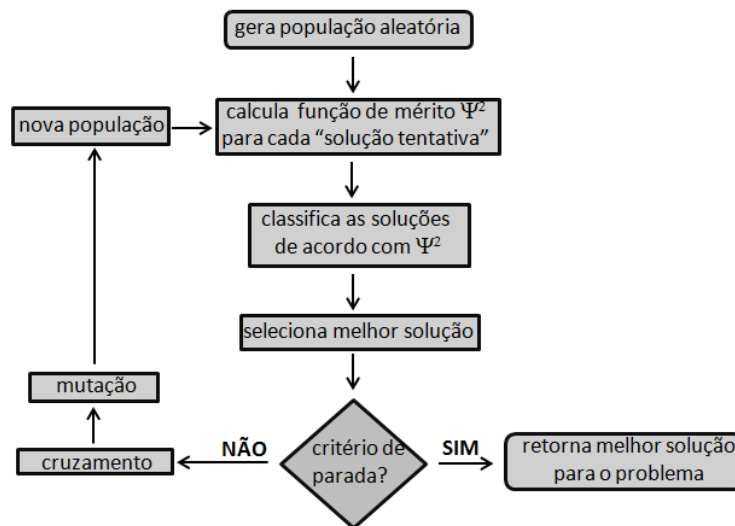 gera população aleatória
calcula função de mérito Ψ²
para cada “solução tentativa”
nova população
classifica as soluções
de acordo com Ψ²
seleciona melhor solução
mutação
cruzamento
NÃO
critério de
parada?
SIM
retorna melhor solução
para o problema